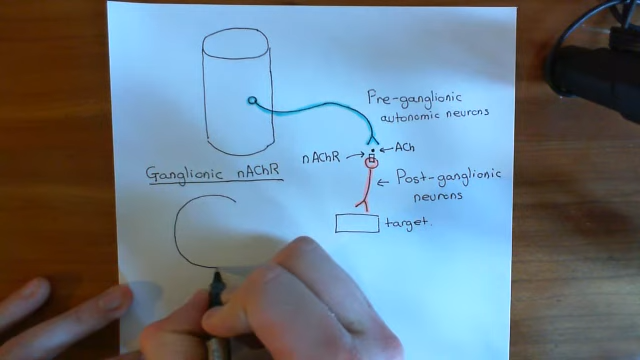 Pre-ganglionic
autonomic neurons
nAChR
ACh
Ganglionic nAChR
Post-ganglionic
neurons
target.